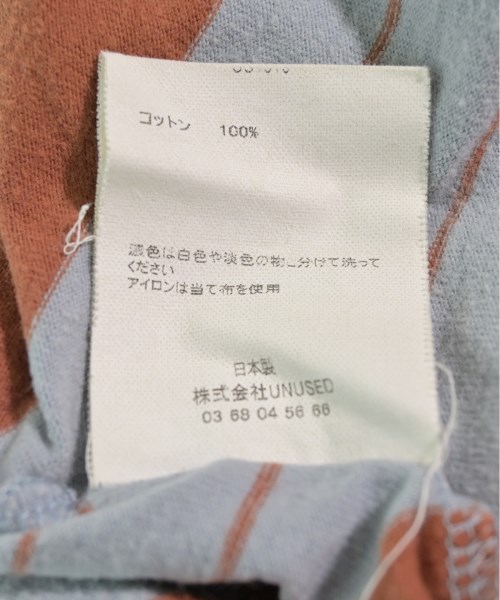 コットン 100%
濃色は白色や淡色の物と分けて洗って
ください
アイロンは当て布を使用
日本製
株式会社UNUSED
03 68 04 56 66